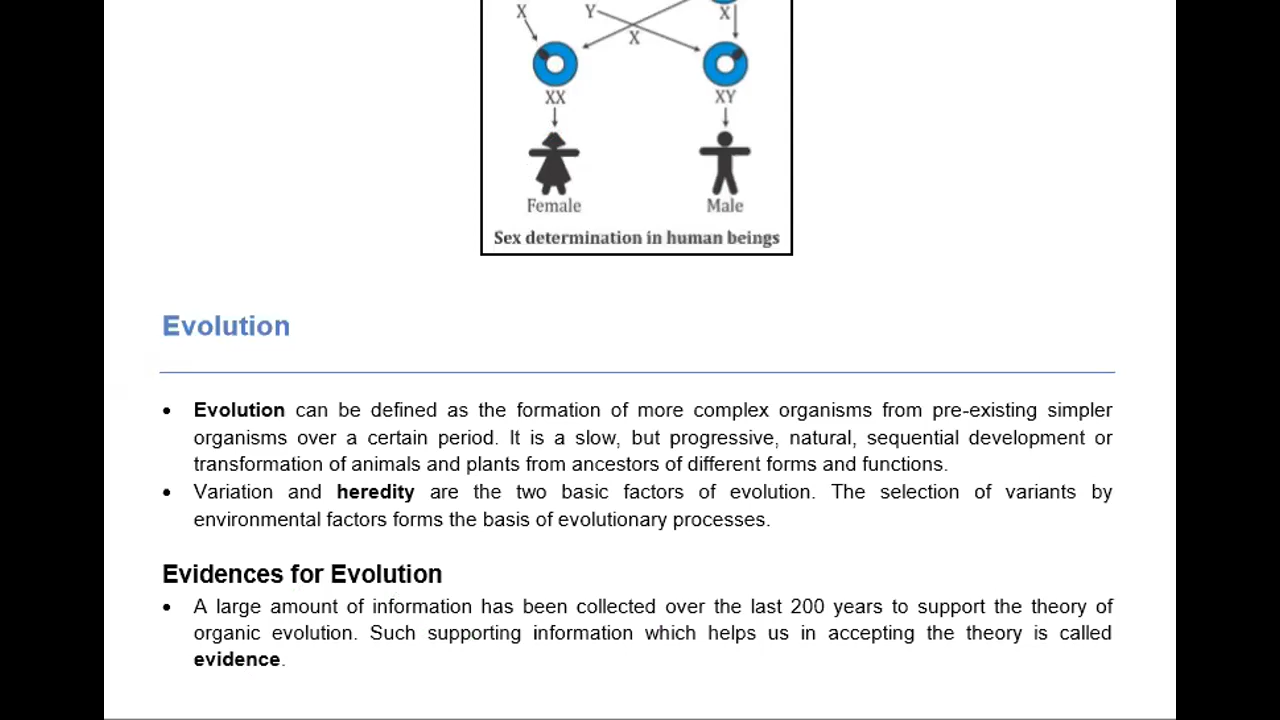 X Y X
X
XX XY
Female Male
Sex determination in human beings
Evolution
• Evolution can be defined as the formation of more complex organisms from pre-existing simpler
organisms over a certain period. It is a slow, but progressive, natural, sequential development or
transformation of animals and plants from ancestors of different forms and functions.
• Variation and heredity are the two basic factors of evolution. The selection of variants by
environmental factors forms the basis of evolutionary processes.
Evidences for Evolution
• A large amount of information has been collected over the last 200 years to support the theory of
organic evolution. Such supporting information which helps us in accepting the theory is called
evidence.